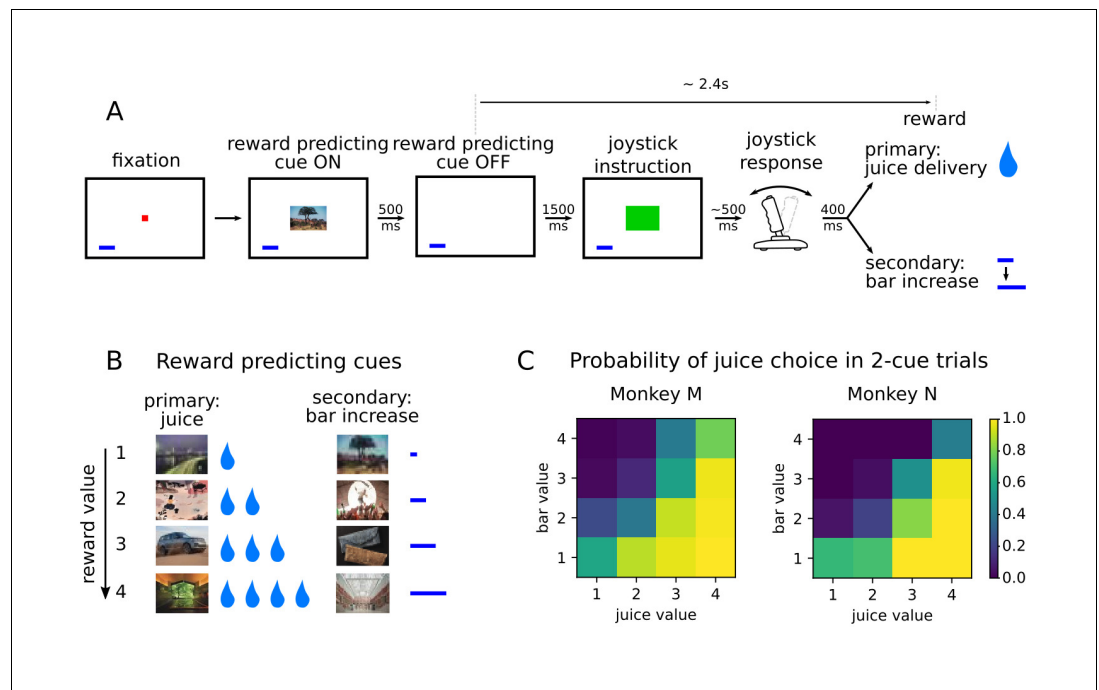 A
~ 2.4s
fixation
reward predicting
cue ON
reward predicting
cue OFF
joystick
instruction
joystick
response
reward
primary:
juice delivery
500
ms
1500
ms
~500
ms
400
ms
secondary:
bar increase
B
Reward predicting cues
primary:
juice
secondary:
bar increase
reward value
1
2
3
4
C
Probability of juice choice in 2-cue trials
Monkey M
bar value
4
3
2
1
1 2 3 4
juice value
Monkey N
bar value
4
3
2
1
1 2 3 4
juice value
1.0
0.8
0.6
0.4
0.2
0.0